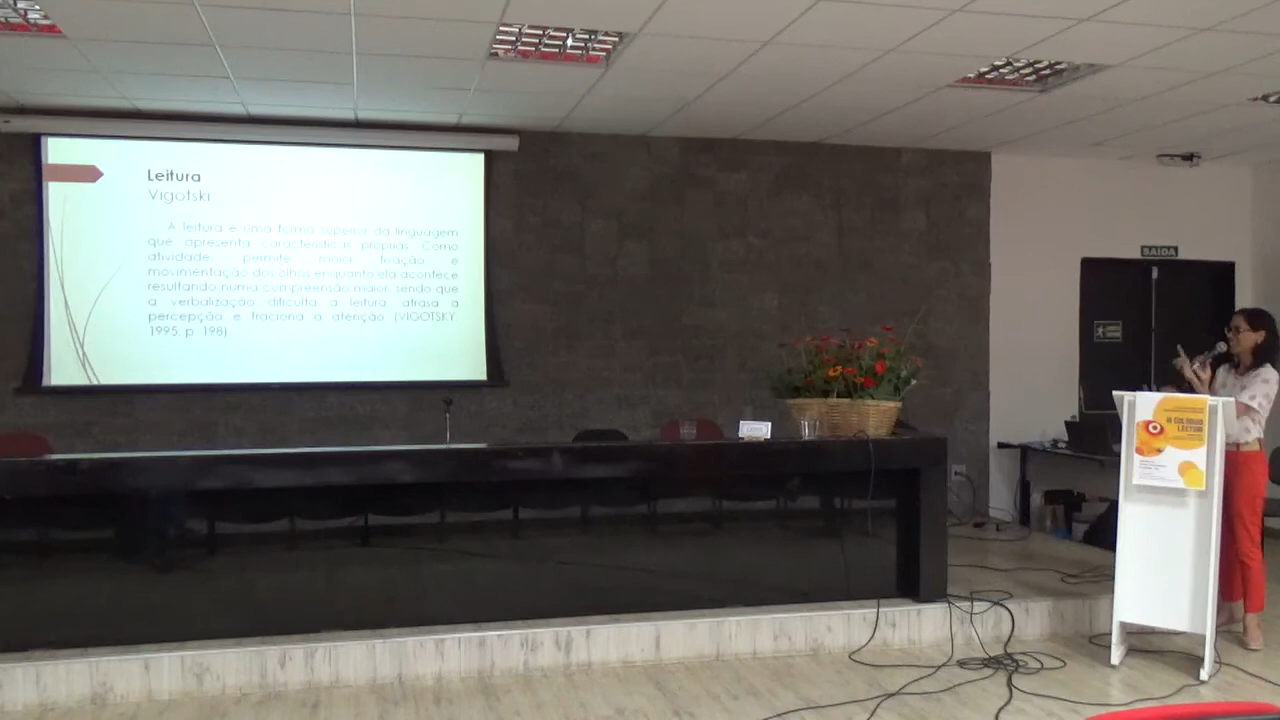 Leitura
Vigotski
A leitura é uma forma superior da linguagem
que apresenta características próprias. Como
atividade, permite maior fixação e
movimentação dos olhos enquanto ela acontece
resultando numa compreensão maior, sendo que
a verbalização dificulta a leitura, atrasa a
percepção e fraciona a atenção (VIGOTSKY,
1995, p. 198)
SAÍDA
COLÓQUIO